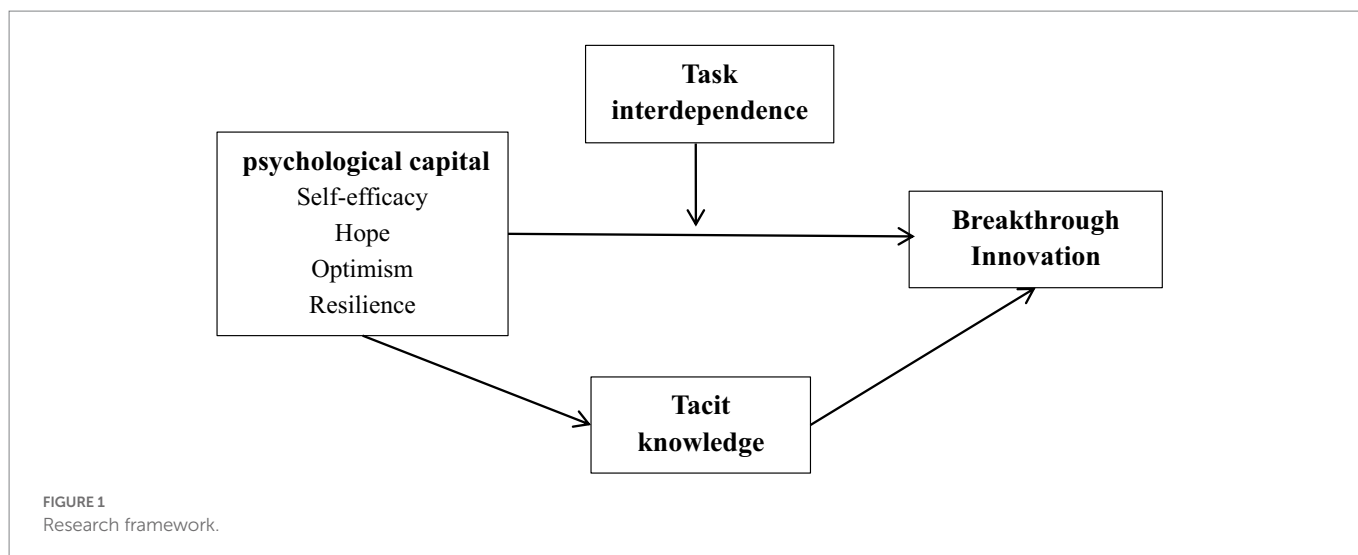 Task
interdependence
psychological capital
Self-efficacy
Hope
Optimism
Resilience
Breakthrough
Innovation
Tacit
knowledge
FIGURE 1
Research framework.